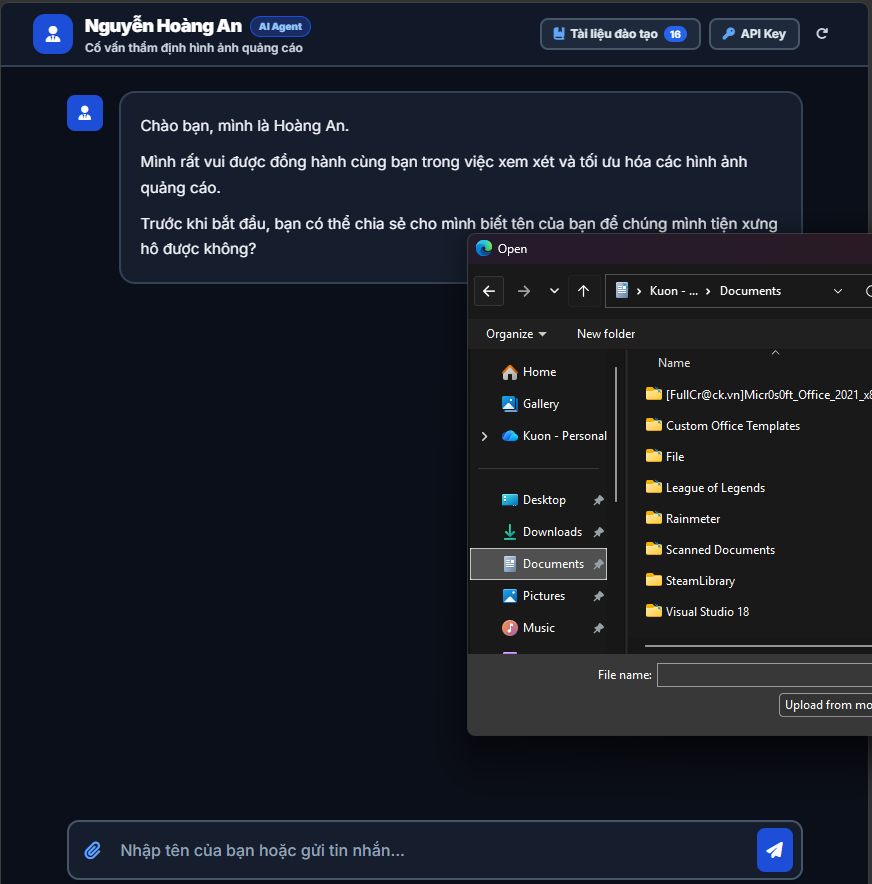 Nguyễn Hoàng An AI Agent
Cố vấn thẩm định hình ảnh quảng cáo
Tài liệu đào tạo 16
API Key
Chào bạn, mình là Hoàng An.
Mình rất vui được đồng hành cùng bạn trong việc xem xét và tối ưu hóa các hình ảnh
quảng cáo.
Trước khi bắt đầu, bạn có thể chia sẻ cho mình biết tên của bạn để chúng mình tiện xưng
hô được không?
Open
Kuon - ... › Documents
Organize
New folder
Home
Gallery
Kuon - Personal
Desktop
Downloads
Documents
Pictures
Music
Name
[FullCr@ck.vn]Micr0s0ft_Office_2021_x8
Custom Office Templates
File
League of Legends
Rainmeter
Scanned Documents
SteamLibrary
Visual Studio 18
File name:
Upload from mo
Nhập tên của bạn hoặc gửi tin nhắn...